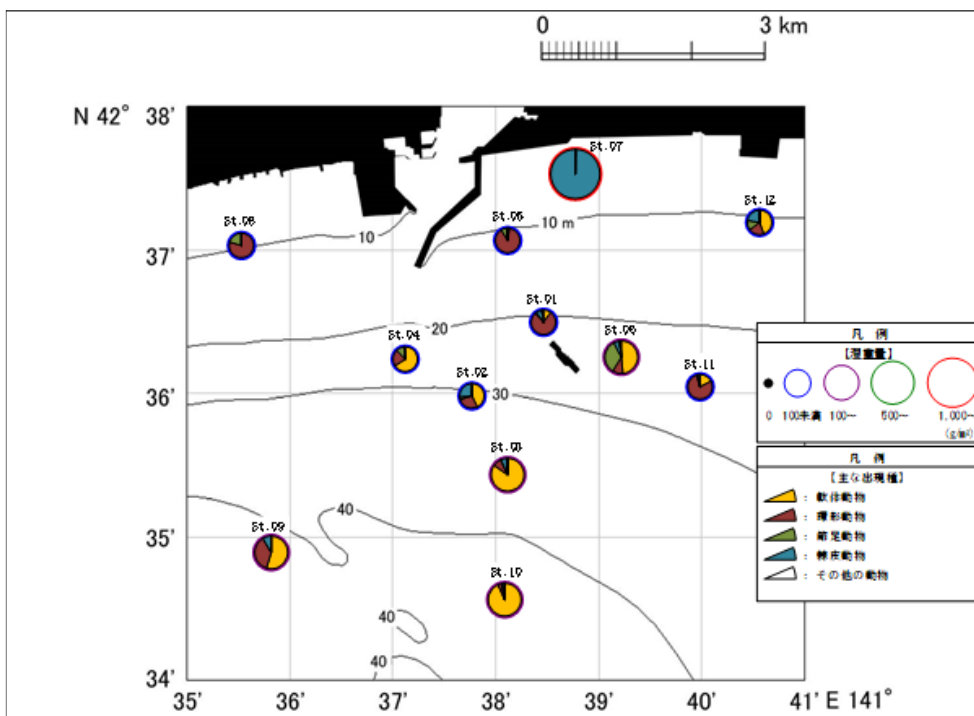 0 3 km
N 42° 38'
St.07
St.12
St.08
St.05
10 m
10
37'
St.01
20
St.04
St.06
凡 例
【湿重量】
St.02
St.11
0 100未満 100~ 500~ 1,000~
(g/m²)
36'
30
凡 例
【主な出現種】
St.03
：軟体動物
：環形動物
：節足動物
：棘皮動物
：その他の動物
40
St.09
35'
St.10
40
40
34'
35' 36' 37' 38' 39' 40' 41' E 141°